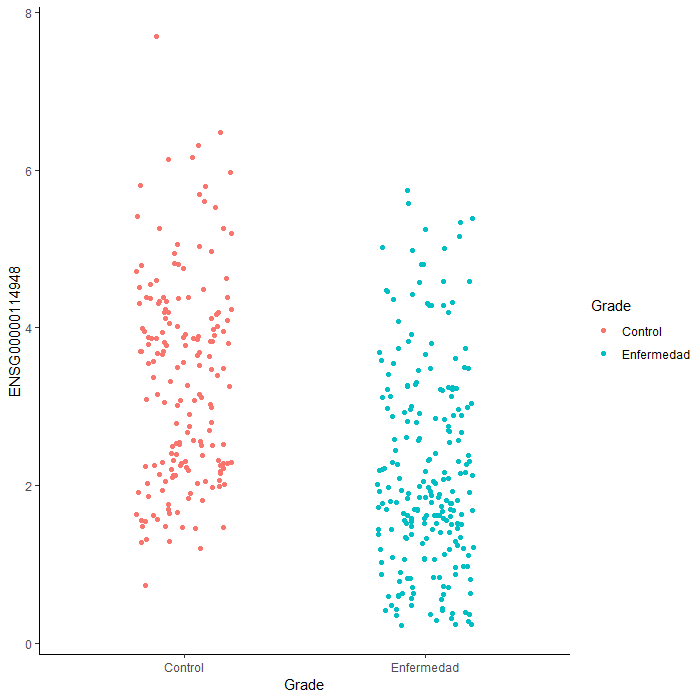 8
6
4
2
0
ENSG00000114948
Control
Enfermedad
Grade
Grade
Control
Enfermedad